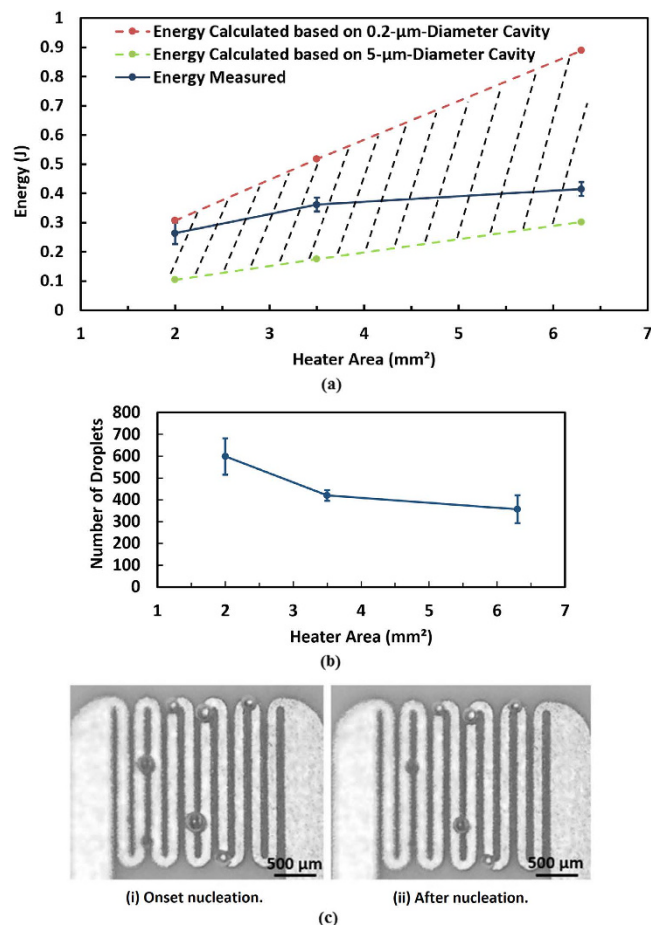 (a)
Energy Calculated based on 0.2-µm-Diameter Cavity
Energy Calculated based on 5-µm-Diameter Cavity
Energy Measured
1
0.9
0.8
0.7
0.6
0.5
0.4
0.3
0.2
0.1
0
Energy (J)
1
2
3
4
5
6
7
Heater Area (mm²)
(a)
800
700
600
500
400
300
200
100
0
Number of Droplets
1
2
3
4
5
6
7
Heater Area (mm²)
(b)
500 µm
500 µm
(i) Onset nucleation.
(ii) After nucleation.
(c)